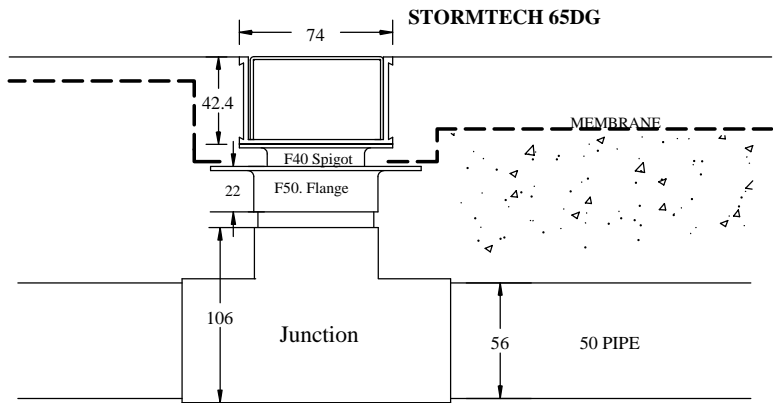 STORMTECH 65DG
74
42.4
MEMBRANE
F40 Spigot
22
F50. Flange
106
Junction
56
50 PIPE